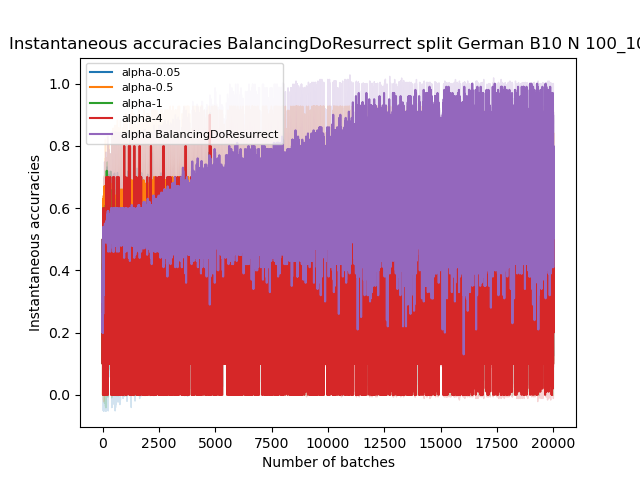 Instantaneous accuracies BalancingDoResurrect split German B10 N 100_10
alpha-0.05
alpha-0.5
alpha-1
alpha-4
alpha BalancingDoResurrect
1.0
0.8
0.6
0.4
0.2
0.0
Instantaneous accuracies
0 2500 5000 7500 10000 12500 15000 17500 20000
Number of batches